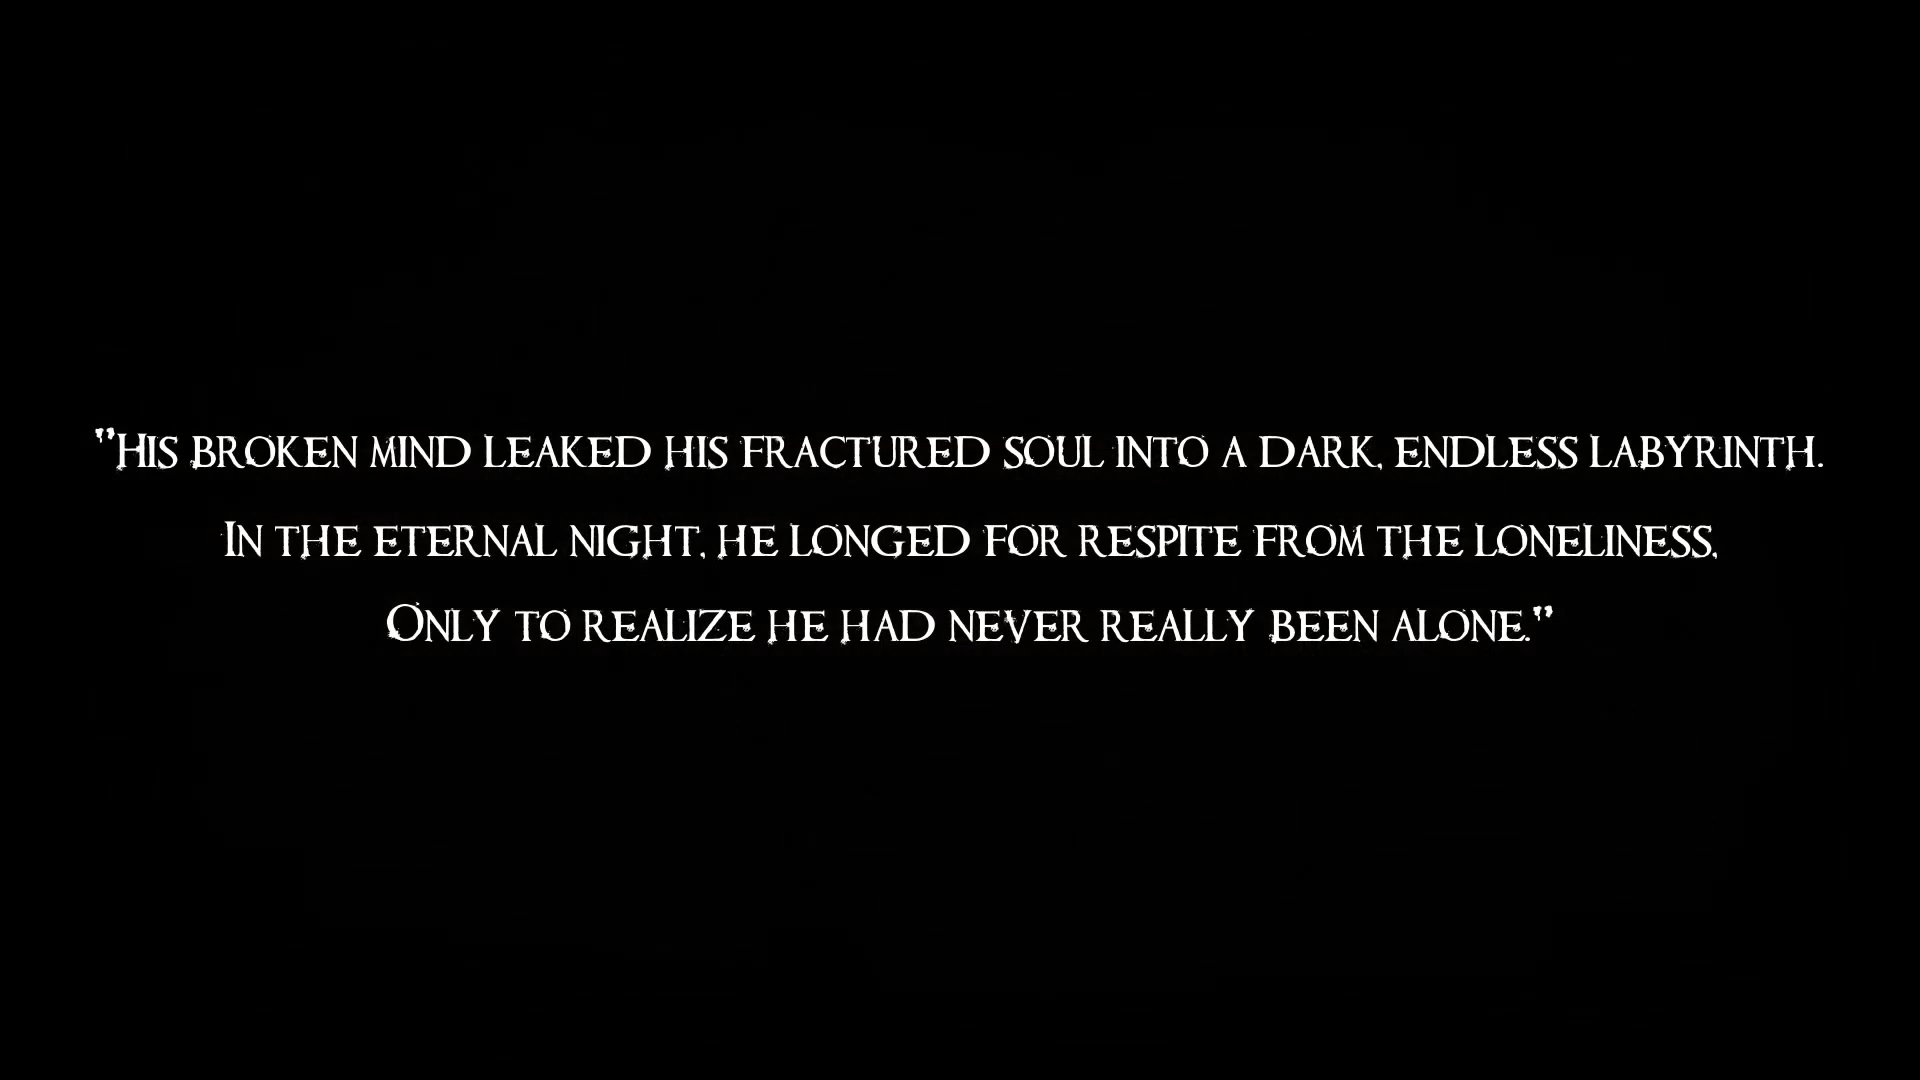 "His broken mind leaked his fractured soul into a dark, endless labyrinth.
In the eternal night, he longed for respite from the loneliness,
Only to realize he had never really been alone."